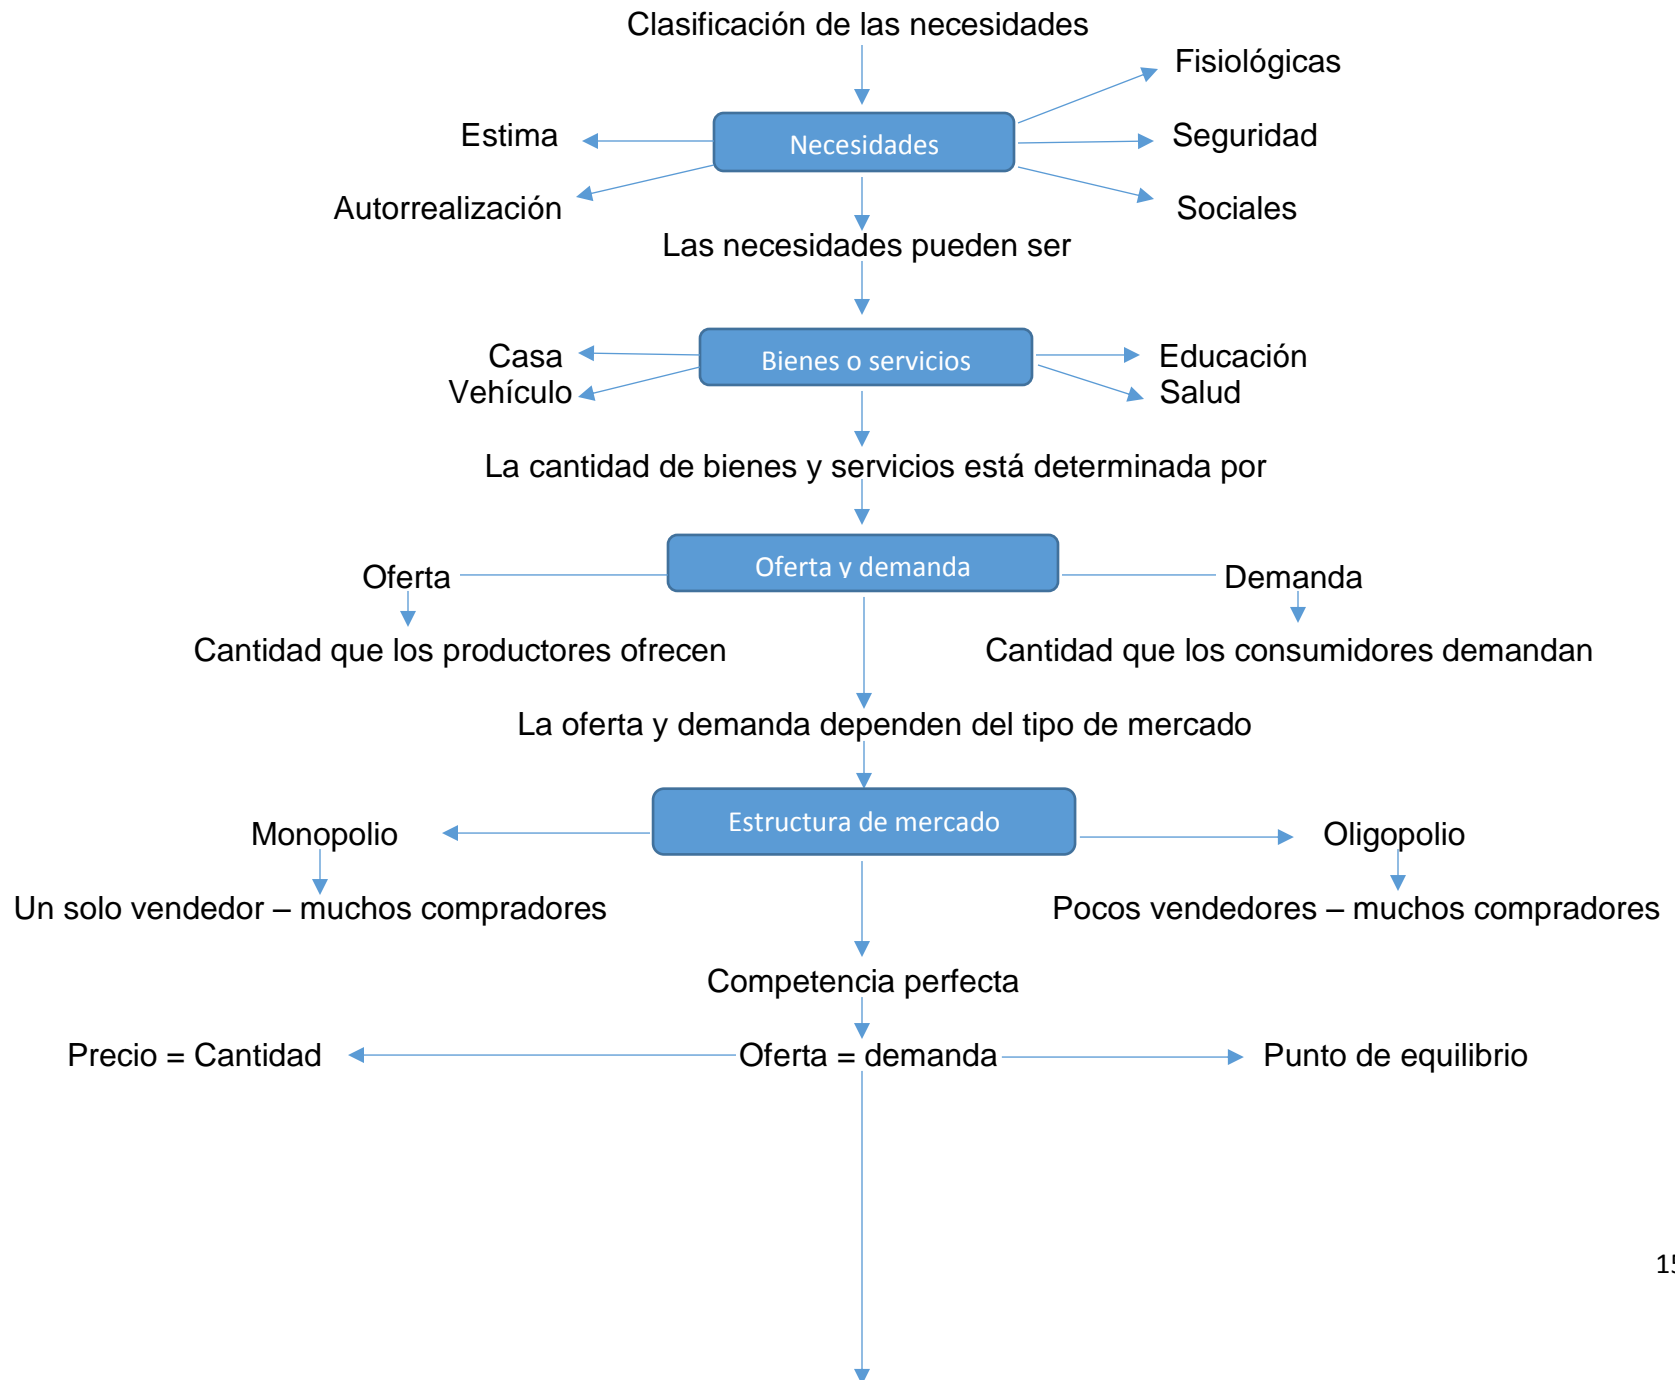 Clasificación de las necesidades
Fisiológicas
Estima
Necesidades
Seguridad
Autorrealización
Sociales
Las necesidades pueden ser
Casa
Bienes o servicios
Educación
Vehículo
Salud
La cantidad de bienes y servicios está determinada por
Oferta
Oferta y demanda
Demanda
Cantidad que los productores ofrecen
Cantidad que los consumidores demandan
La oferta y demanda dependen del tipo de mercado
Monopolio
Estructura de mercado
Oligopolio
Un solo vendedor – muchos compradores
Pocos vendedores – muchos compradores
Competencia perfecta
Precio = Cantidad
Oferta = demanda
Punto de equilibrio
15